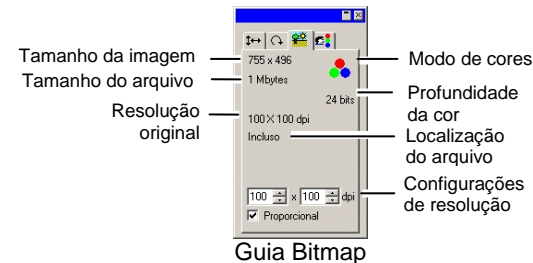 Tamanho da imagem
Tamanho do arquivo
Resolução
original
755 x 496
1 Mbytes
24 bits
100 X 100 dpi
Incluso
100 x 100 dpi
Proporcional
Modo de cores
Profundidade
da cor
Localização
do arquivo
Configurações
de resolução
Guia Bitmap